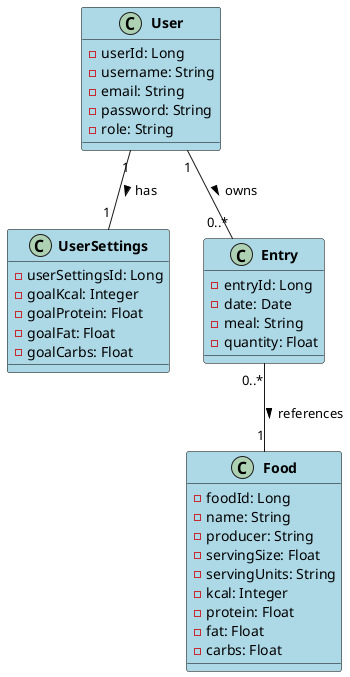 C User
userId: Long
username: String
email: String
password: String
role: String
1
has
1
1
owns
0..*
C UserSettings
userSettingsId: Long
goalKcal: Integer
goalProtein: Float
goalFat: Float
goalCarbs: Float
C Entry
entryId: Long
date: Date
meal: String
quantity: Float
0..*
references
1
C Food
foodId: Long
name: String
producer: String
servingSize: Float
servingUnits: String
kcal: Integer
protein: Float
fat: Float
carbs: Float